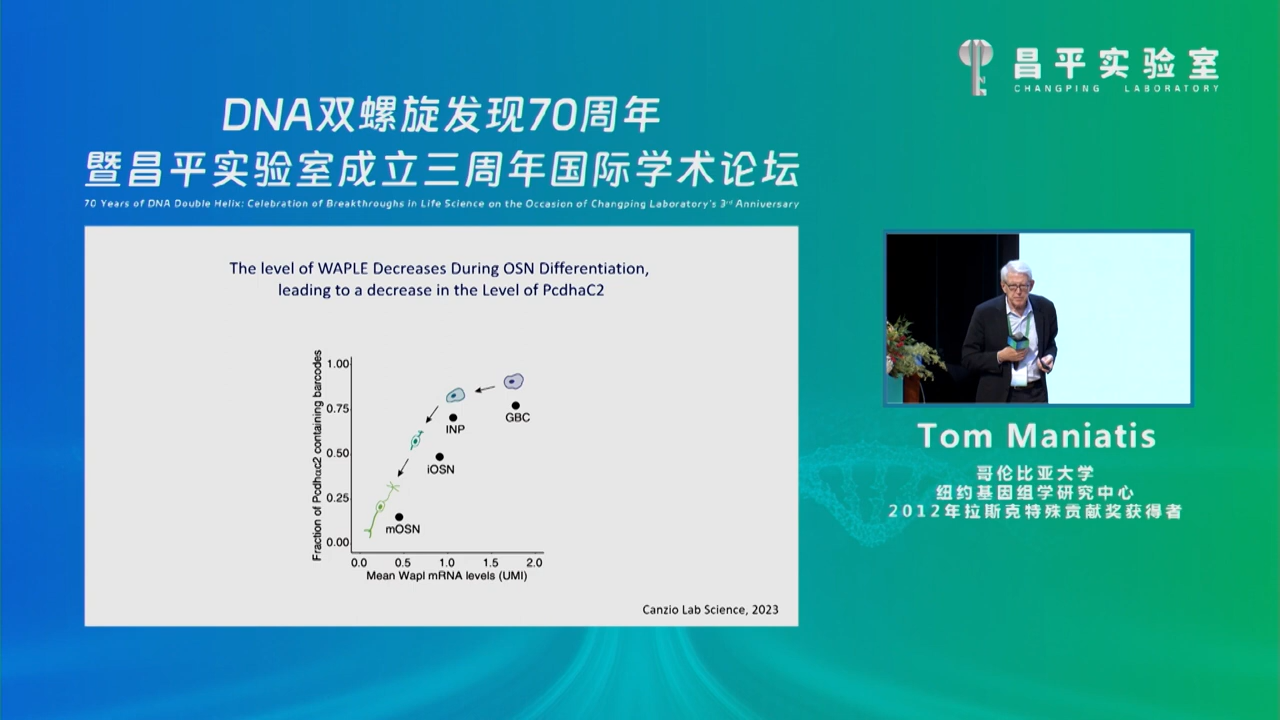 昌平实验室
CHANGPING LABORATORY
DNA双螺旋发现70周年
暨昌平实验室成立三周年国际学术论坛
70 Years of DNA Double Helix: Celebration of Breakthroughs in Life Science on the Occasion of Changping Laboratory's 3rd Anniversary
The level of WAPLE Decreases During OSN Differentiation,
leading to a decrease in the Level of PcdhaC2
Fraction of Pcdhαc2 containing barcodes
1.00
0.75
0.50
0.25
0.00
GBC
INP
iOSN
mOSN
0.0 0.5 1.0 1.5 2.0
Mean Wapl mRNA levels (UMI)
Canzio Lab Science, 2023
Tom Maniatis
哥伦比亚大学
纽约基因组学研究中心
2012年拉斯克特殊贡献奖获得者